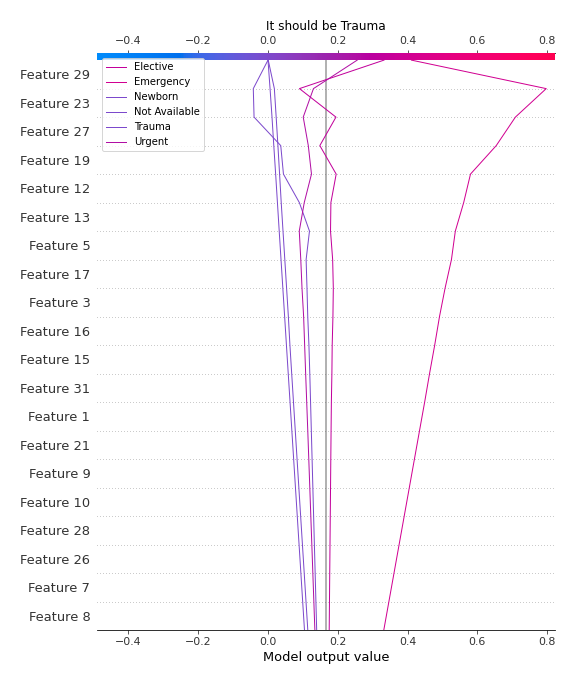 It should be Trauma
−0.4 −0.2 0.0 0.2 0.4 0.6 0.8
Elective
Emergency
Newborn
Not Available
Trauma
Urgent
Feature 29
Feature 23
Feature 27
Feature 19
Feature 12
Feature 13
Feature 5
Feature 17
Feature 3
Feature 16
Feature 15
Feature 31
Feature 1
Feature 21
Feature 9
Feature 10
Feature 28
Feature 26
Feature 7
Feature 8
−0.4 −0.2 0.0 0.2 0.4 0.6 0.8
Model output value